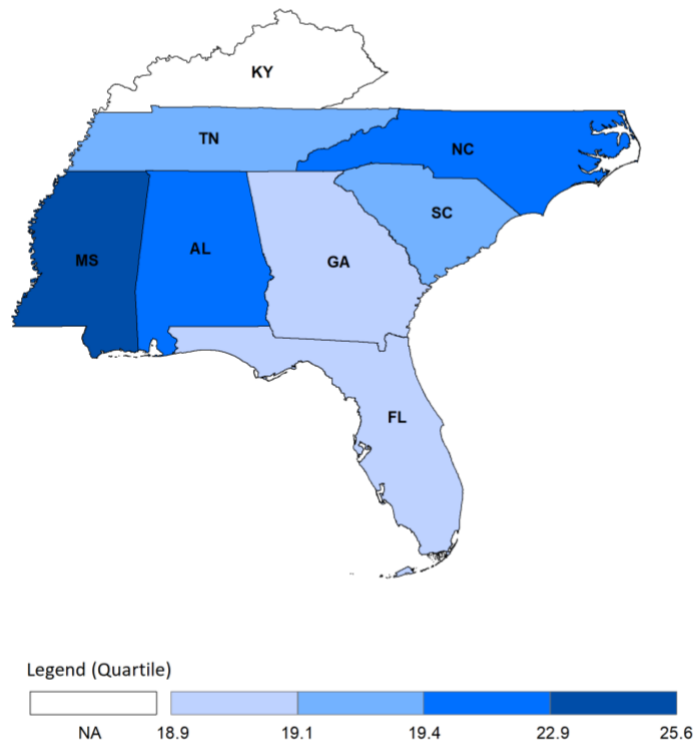 KY
TN
NC
SC
MS
AL
GA
FL
Legend (Quartile)
NA 18.9 19.1 19.4 22.9 25.6